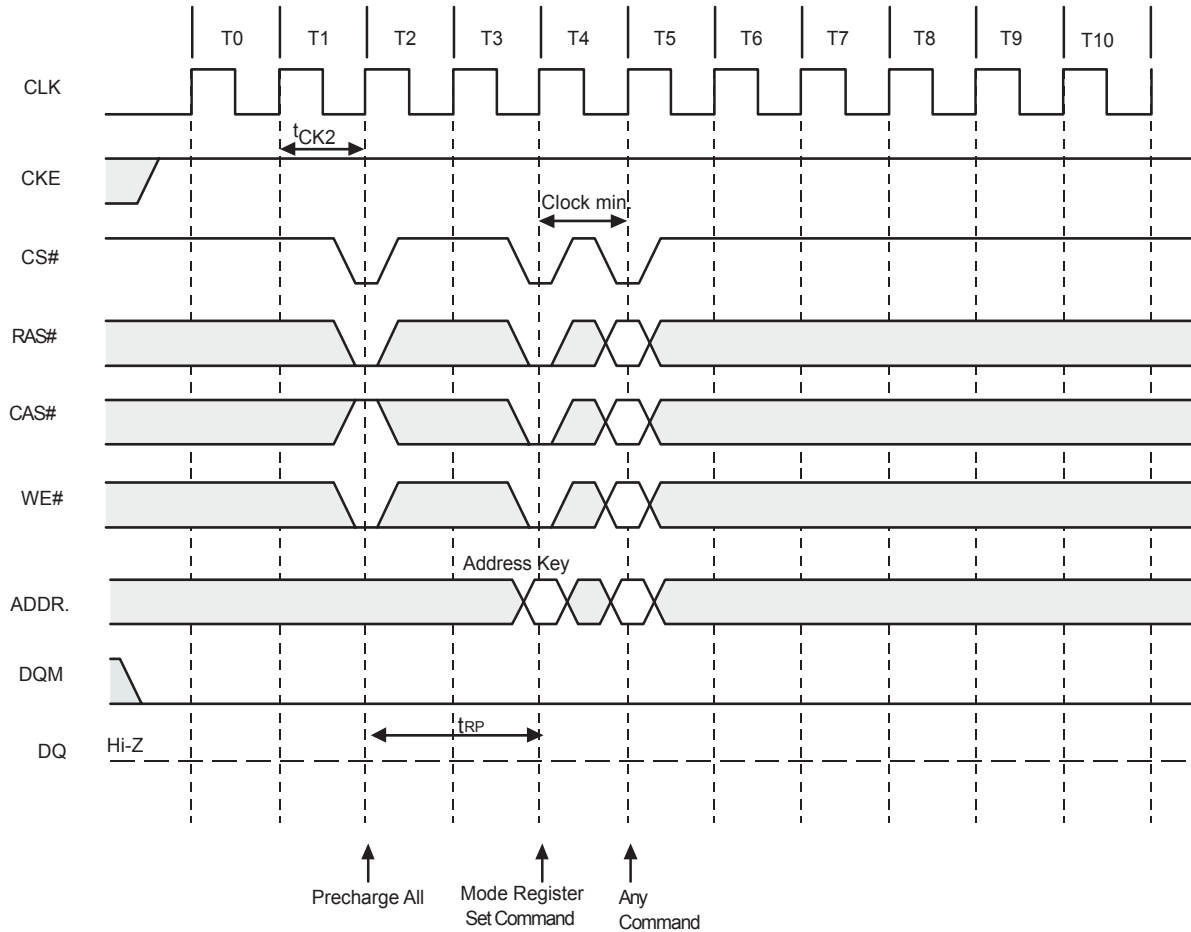 T0 T1 T2 T3 T4 T5 T6 T7 T8 T9 T10
CLK
tCK2
CKE
Clock min.
CS#
RAS#
CAS#
WE#
Address Key
ADDR.
DQM
tRP
DQ Hi-Z
Precharge All
Mode Register
Set Command
Any
Command